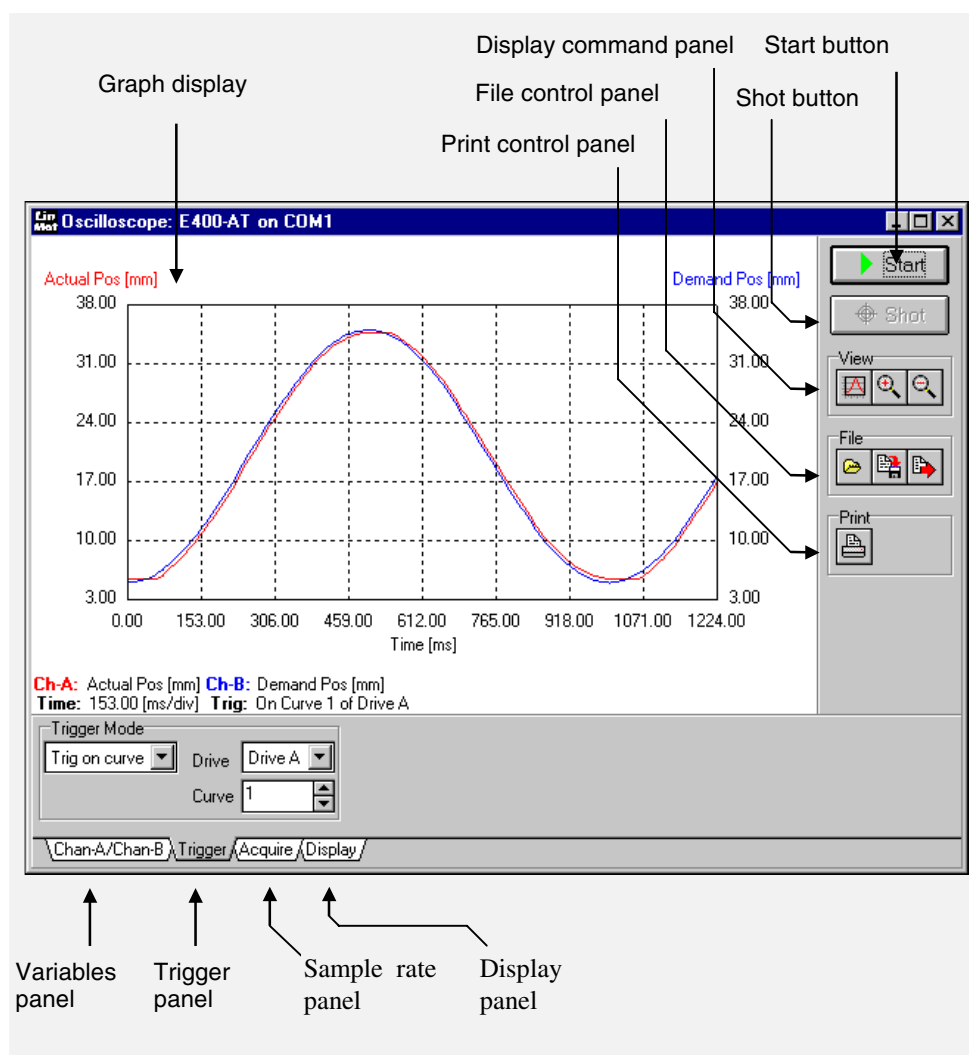 Display command panel
Start button
Graph display
File control panel
Shot button
Print control panel
Lin
Mot
Oscilloscope: E400-AT on COM1
Start
Actual Pos [mm]
Demand Pos [mm]
38.00
38.00
Shot
31.00
31.00
View
24.00
24.00
File
17.00
17.00
Print
10.00
10.00
3.00
3.00
0.00 153.00 306.00 459.00 612.00 765.00 918.00 1071.00 1224.00
Time [ms]
Ch-A: Actual Pos [mm] Ch-B: Demand Pos [mm]
Time: 153.00 [ms/div] Trig: On Curve 1 of Drive A
Trigger Mode
Trig on curve Drive Drive A
Curve 1
Chan-A/Chan-B Trigger Acquire Display
Variables panel
Trigger panel
Sample rate panel
Display panel